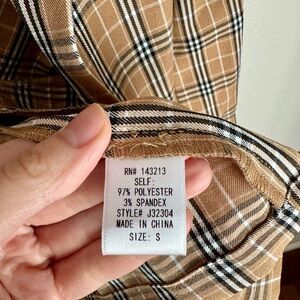 RN# 143213
SELF:
97% POLYESTER
3% SPANDEX
STYLE# J32304
MADE IN CHINA
SIZE: S